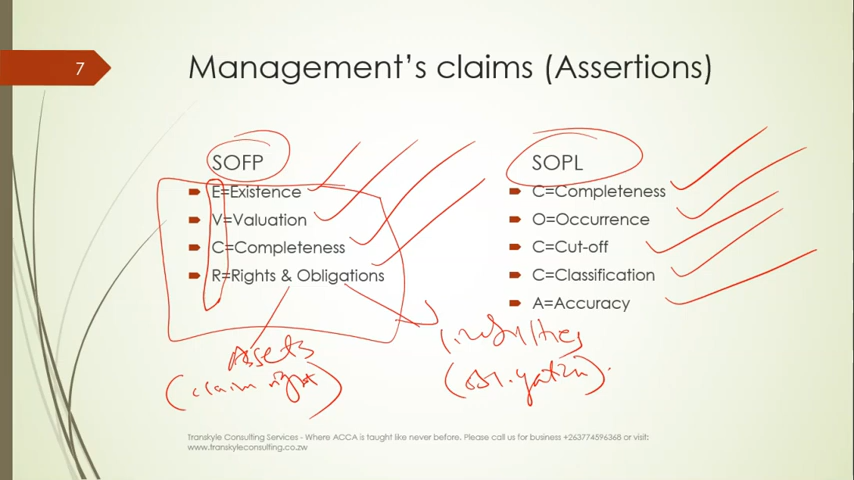 7
Management's claims (Assertions)
SOFP
E=Existence
V=Valuation
C=Completeness
R=Rights & Obligations
SOPL
C=Completeness
O=Occurrence
C=Cut-off
C=Classification
A=Accuracy
Assets
(claim right)
liabilities
(obligation).
Transkyle Consulting Services - Where ACCA is taught like never before. Please call us for business +263774596368 or visit:
www.transkyleconsulting.co.zw